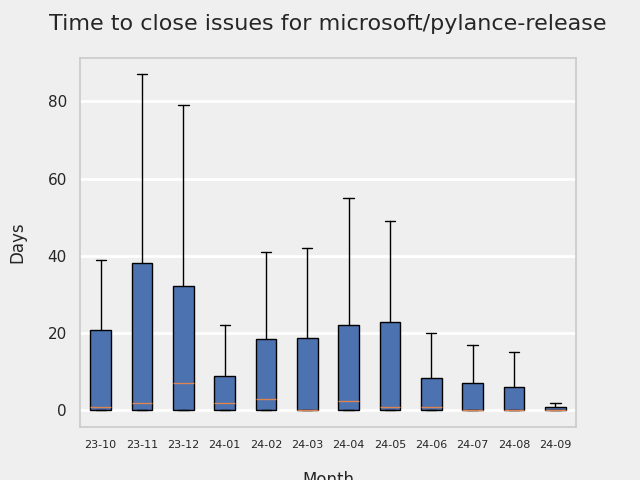 Time to close issues for microsoft/pylance-release
Days
80
60
40
20
0
23-10 23-11 23-12 24-01 24-02 24-03 24-04 24-05 24-06 24-07 24-08 24-09
Month